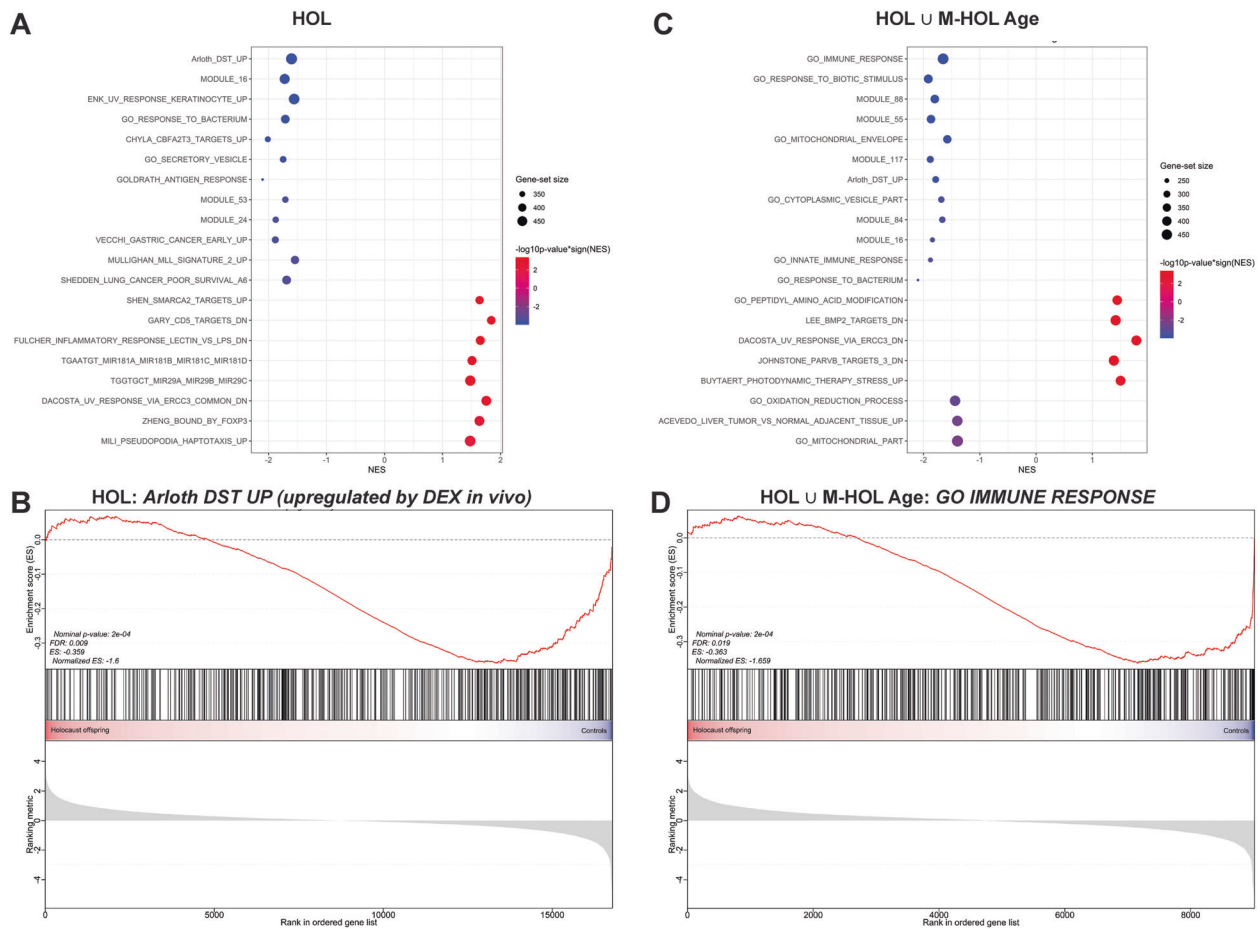 A
HOL
Arloth_DST_UP
MODULE_16
ENK_UV_RESPONSE_KERATINOCYTE_UP
GO_RESPONSE_TO_BACTERIUM
CHYLA_CBFA2T3_TARGETS_UP
GO_SECRETORY_VESICLE
GOLDRATH_ANTIGEN_RESPONSE
MODULE_53
MODULE_24
VECCHI_GASTRIC_CANCER_EARLY_UP
MULLIGHAN_MLL_SIGNATURE_2_UP
SHEDDEN_LUNG_CANCER_POOR_SURVIVAL_A6
SHEN_SMARCA2_TARGETS_UP
GARY_CD5_TARGETS_DN
FULCHER_INFLAMMATORY_RESPONSE_LECTIN_VS_LPS_DN
TGAATGT_MIR181A_MIR181B_MIR181C_MIR181D
TGGTGCT_MIR29A_MIR29B_MIR29C
DACOSTA_UV_RESPONSE_VIA_ERCC3_COMMON_DN
ZHENG_BOUND_BY_FOXP3
MILI_PSEUDOPODIA_HAPTOTAXIS_UP
-2 -1 0 1 2
NES
Gene-set size
350
400
450
-log10p-value*sign(NES)
2
0
-2
C
HOL ∪ M-HOL Age
GO_IMMUNE_RESPONSE
GO_RESPONSE_TO_BIOTIC_STIMULUS
MODULE_88
MODULE_55
GO_MITOCHONDRIAL_ENVELOPE
MODULE_117
Arloth_DST_UP
GO_CYTOPLASMIC_VESICLE_PART
MODULE_84
MODULE_16
GO_INNATE_IMMUNE_RESPONSE
GO_RESPONSE_TO_BACTERIUM
GO_PEPTIDYL_AMINO_ACID_MODIFICATION
LEE_BMP2_TARGETS_DN
DACOSTA_UV_RESPONSE_VIA_ERCC3_DN
JOHNSTONE_PARVB_TARGETS_3_DN
BUYTAERT_PHOTODYNAMIC_THERAPY_STRESS_UP
GO_OXIDATION_REDUCTION_PROCESS
ACEVEDO_LIVER_TUMOR_VS_NORMAL_ADJACENT_TISSUE_UP
GO_MITOCHONDRIAL_PART
-2 -1 0 1
NES
Gene-set size
250
300
350
400
450
-log10p-value*sign(NES)
2
0
-2
B
HOL: Arloth DST UP (upregulated by DEX in vivo)
Enrichment score (ES)
0.0
-0.1
-0.2
-0.3
Nominal p-value: 2e-04
FDR: 0.009
ES: -0.359
Normalized ES: -1.6
Holocaust offspring
Controls
Ranking metric
4
2
0
-2
-4
0 5000 10000 15000
Rank in ordered gene list
D
HOL ∪ M-HOL Age: GO IMMUNE RESPONSE
Enrichment score (ES)
0.0
-0.1
-0.2
-0.3
Nominal p-value: 2e-04
FDR: 0.019
ES: -0.363
Normalized ES: -1.659
Holocaust offspring
Controls
Ranking metric
4
2
0
-2
-4
0 2000 4000 6000 8000
Rank in ordered gene list